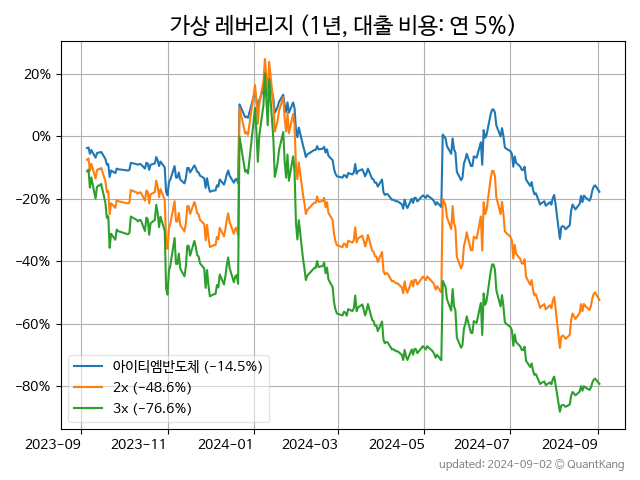 가상 레버리지 (1년, 대출 비용: 연 5%)
20%
0%
−20%
−40%
−60%
−80%
아이티엠반도체 (−14.5%)
2x (−48.6%)
3x (−76.6%)
2023-09 2023-11 2024-01 2024-03 2024-05 2024-07 2024-09
updated: 2024-09-02 © QuantKang